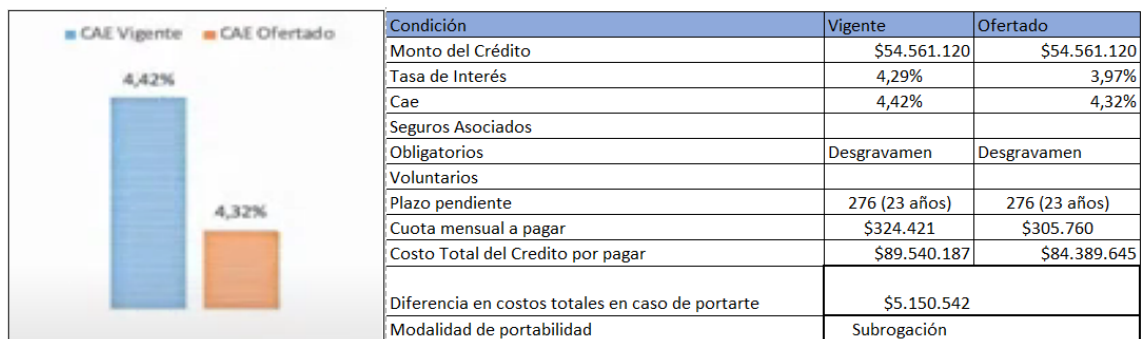 CAE Vigente CAE Ofertado
4,42%
4,32%
Condición Vigente Ofertado
Monto del Crédito $54.561.120 $54.561.120
Tasa de Interés 4,29% 3,97%
Cae 4,42% 4,32%
Seguros Asociados
Obligatorios Desgravamen Desgravamen
Voluntarios
Plazo pendiente 276 (23 años) 276 (23 años)
Cuota mensual a pagar $324.421 $305.760
Costo Total del Credito por pagar $89.540.187 $84.389.645
Diferencia en costos totales en caso de portarte $5.150.542
Modalidad de portabilidad Subrogación